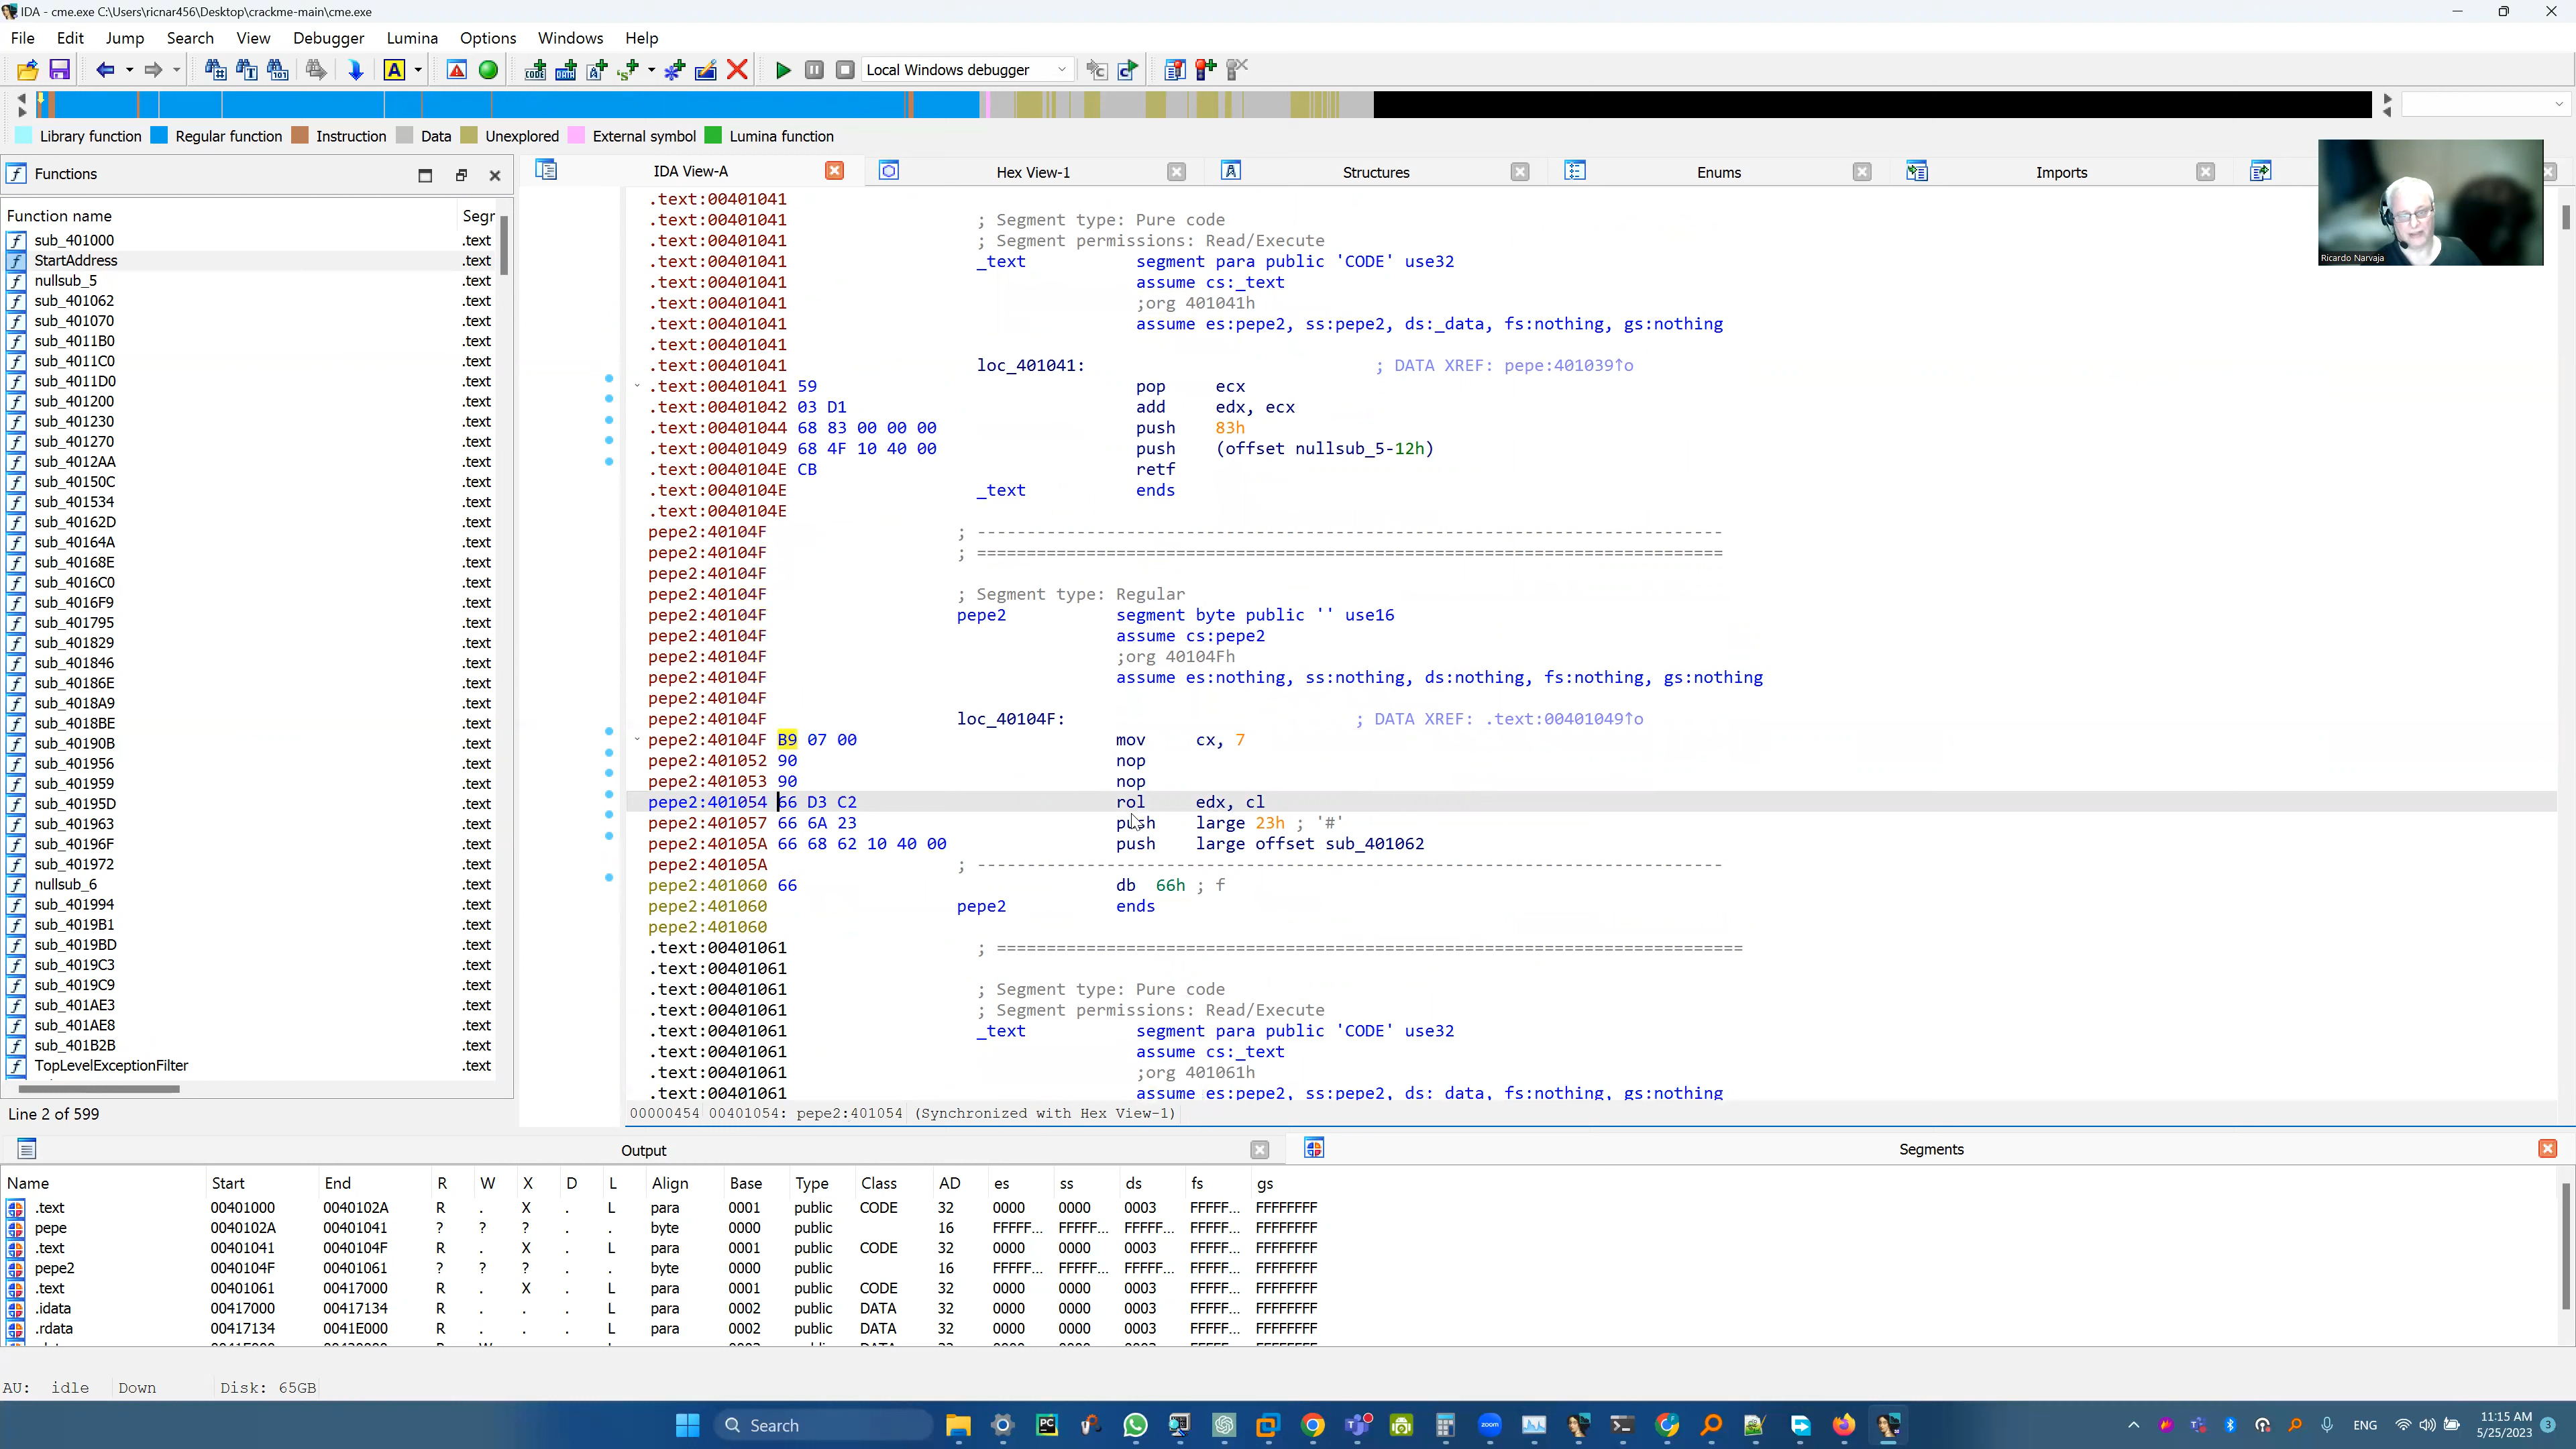 IDA - cme.exe C:\Users\ricnar456\Desktop\crackme-main\cme.exe
File Edit Jump Search View Debugger Lumina Options Windows Help
Local Windows debugger
Library function Regular function Instruction Data Unexplored External symbol Lumina function
Functions
IDA View-A Hex View-1 Structures Enums Imports
Ricardo Narvaja
Function name Segr
sub_401000 .text
StartAddress .text
nullsub_5 .text
sub_401062 .text
sub_401070 .text
sub_4011B0 .text
sub_4011C0 .text
sub_4011D0 .text
sub_401200 .text
sub_401230 .text
sub_401270 .text
sub_4012AA .text
sub_40150C .text
sub_401534 .text
sub_40162D .text
sub_40164A .text
sub_40168E .text
sub_4016C0 .text
sub_4016F9 .text
sub_401795 .text
sub_401829 .text
sub_401846 .text
sub_40186E .text
sub_4018A9 .text
sub_4018BE .text
sub_40190B .text
sub_401956 .text
sub_401959 .text
sub_40195D .text
sub_401963 .text
sub_40196F .text
sub_401972 .text
nullsub_6 .text
sub_401994 .text
sub_4019B1 .text
sub_4019BD .text
sub_4019C3 .text
sub_4019C9 .text
sub_401AE3 .text
sub_401AE8 .text
sub_401B2B .text
TopLevelExceptionFilter .text
Line 2 of 599
.text:00401041
.text:00401041 ; Segment type: Pure code
.text:00401041 ; Segment permissions: Read/Execute
.text:00401041 _text segment para public 'CODE' use32
.text:00401041 assume cs:_text
.text:00401041 ;org 401041h
.text:00401041 assume es:pepe2, ss:pepe2, ds:_data, fs:nothing, gs:nothing
.text:00401041
.text:00401041 loc_401041: ; DATA XREF: pepe:401039↑o
.text:00401041 59 pop ecx
.text:00401042 03 D1 add edx, ecx
.text:00401044 68 83 00 00 00 push 83h
.text:00401049 68 4F 10 40 00 push (offset nullsub_5-12h)
.text:0040104E CB retf
.text:0040104E _text ends
.text:0040104E
pepe2:40104F ; ---------------------------------------------------------------------------
pepe2:40104F ; ===========================================================================
pepe2:40104F
pepe2:40104F ; Segment type: Regular
pepe2:40104F pepe2 segment byte public '' use16
pepe2:40104F assume cs:pepe2
pepe2:40104F ;org 40104Fh
pepe2:40104F assume es:nothing, ss:nothing, ds:nothing, fs:nothing, gs:nothing
pepe2:40104F
pepe2:40104F loc_40104F: ; DATA XREF: .text:00401049↑o
pepe2:40104F B9 07 00 mov cx, 7
pepe2:401052 90 nop
pepe2:401053 90 nop
pepe2:401054 66 D3 C2 rol edx, cl
pepe2:401057 66 6A 23 push large 23h ; '#'
pepe2:40105A 66 68 62 10 40 00 push large offset sub_401062
pepe2:40105A ; ---------------------------------------------------------------------------
pepe2:401060 66 db 66h ; f
pepe2:401060 pepe2 ends
pepe2:401060
.text:00401061 ; ===========================================================================
.text:00401061
.text:00401061 ; Segment type: Pure code
.text:00401061 ; Segment permissions: Read/Execute
.text:00401061 _text segment para public 'CODE' use32
.text:00401061 assume cs:_text
.text:00401061 ;org 401061h
.text:00401061 assume es:pepe2, ss:pepe2, ds: data, fs:nothing, gs:nothing
00000454 00401054: pepe2:401054 (Synchronized with Hex View-1)
Output Segments
Name Start End R W X D L Align Base Type Class AD es ss ds fs gs
.text 00401000 0040102A R . X . L para 0001 public CODE 32 0000 0000 0003 FFFFF... FFFFFFFF
pepe 0040102A 00401041 ? ? ? . . byte 0000 public 16 FFFFF... FFFFF... FFFFF... FFFFF... FFFFFFFF
.text 00401041 0040104F R . X . L para 0001 public CODE 32 0000 0000 0003 FFFFF... FFFFFFFF
pepe2 0040104F 00401061 ? ? ? . . byte 0000 public 16 FFFFF... FFFFF... FFFFF... FFFFF... FFFFFFFF
.text 00401061 00417000 R . X . L para 0001 public CODE 32 0000 0000 0003 FFFFF... FFFFFFFF
.idata 00417000 00417134 R . . . L para 0002 public DATA 32 0000 0000 0003 FFFFF... FFFFFFFF
.rdata 00417134 0041E000 R . . . L para 0002 public DATA 32 0000 0000 0003 FFFFF... FFFFFFFF
AU: idle Down Disk: 65GB
Search
zoom
ENG
11:15 AM
5/25/2023
3